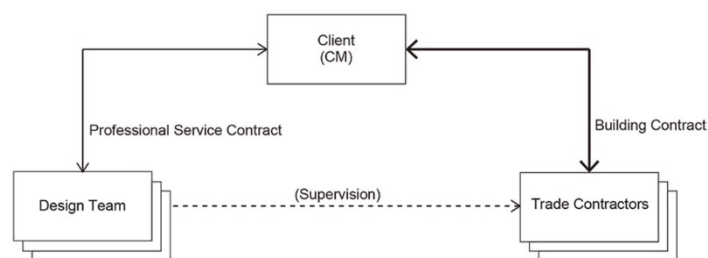 Client
(CM)
Professional Service Contract
Building Contract
Design Team
(Supervision)
Trade Contractors